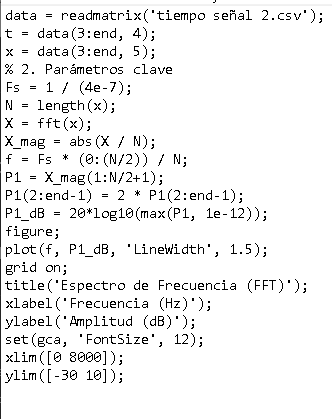 data = readmatrix('tiempo señal 2.csv');
t = data(3:end, 4);
x = data(3:end, 5);
% 2. Parámetros clave
Fs = 1 / (4e-7);
N = length(x);
X = fft(x);
X_mag = abs(X / N);
f = Fs * (0:(N/2)) / N;
P1 = X_mag(1:N/2+1);
P1(2:end-1) = 2 * P1(2:end-1);
P1_dB = 20*log10(max(P1, 1e-12));
figure;
plot(f, P1_dB, 'LineWidth', 1.5);
grid on;
title('Espectro de Frecuencia (FFT)');
xlabel('Frecuencia (Hz)');
ylabel('Amplitud (dB)');
set(gca, 'FontSize', 12);
xlim([0 8000]);
ylim([-30 10]);